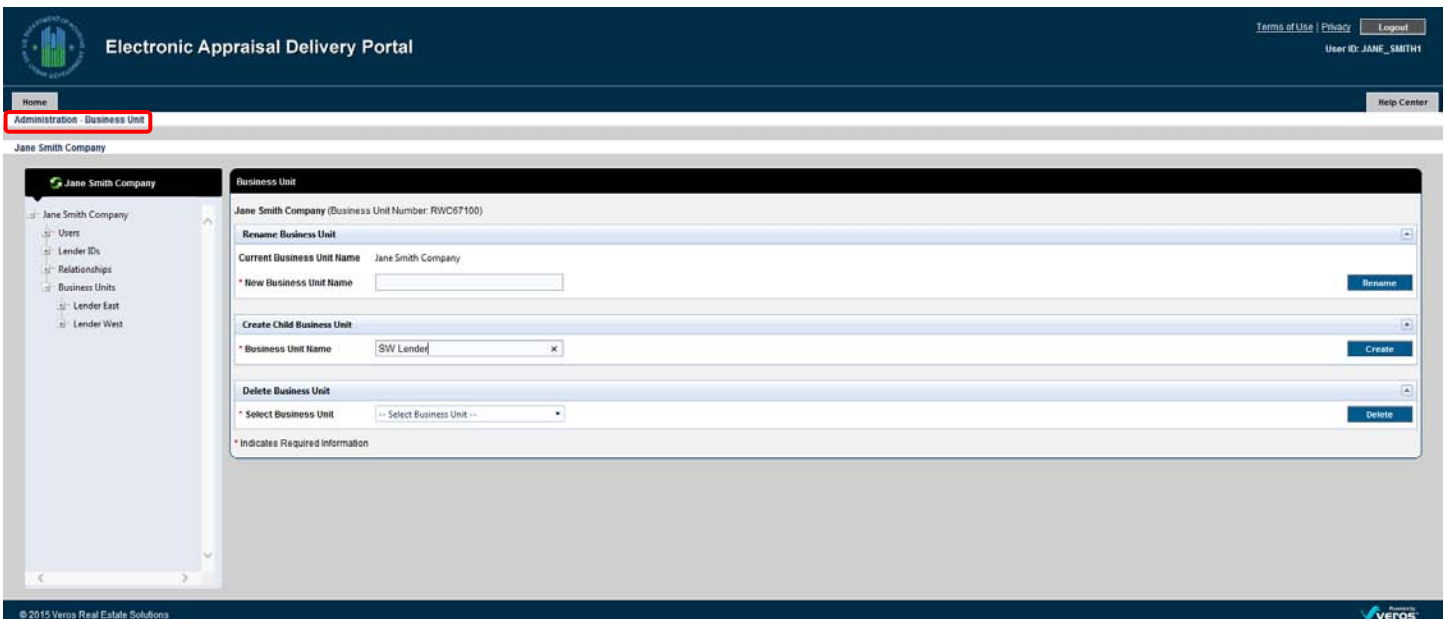 Terms of Use | Privacy Logout
Electronic Appraisal Delivery Portal
User ID: JANE_SMITH1
Home Help Center
Administration - Business Unit
Jane Smith Company
Jane Smith Company
Jane Smith Company
Users
Lender IDs
Relationships
Business Units
Lender East
Lender West
Business Unit
Jane Smith Company (Business Unit Number: RWC67100)
Rename Business Unit
Current Business Unit Name Jane Smith Company
* New Business Unit Name Rename
Create Child Business Unit
* Business Unit Name SW Lender × Create
Delete Business Unit
* Select Business Unit -- Select Business Unit -- Delete
* Indicates Required Information
© 2015 Veros Real Estate Solutions
Powered by
veros